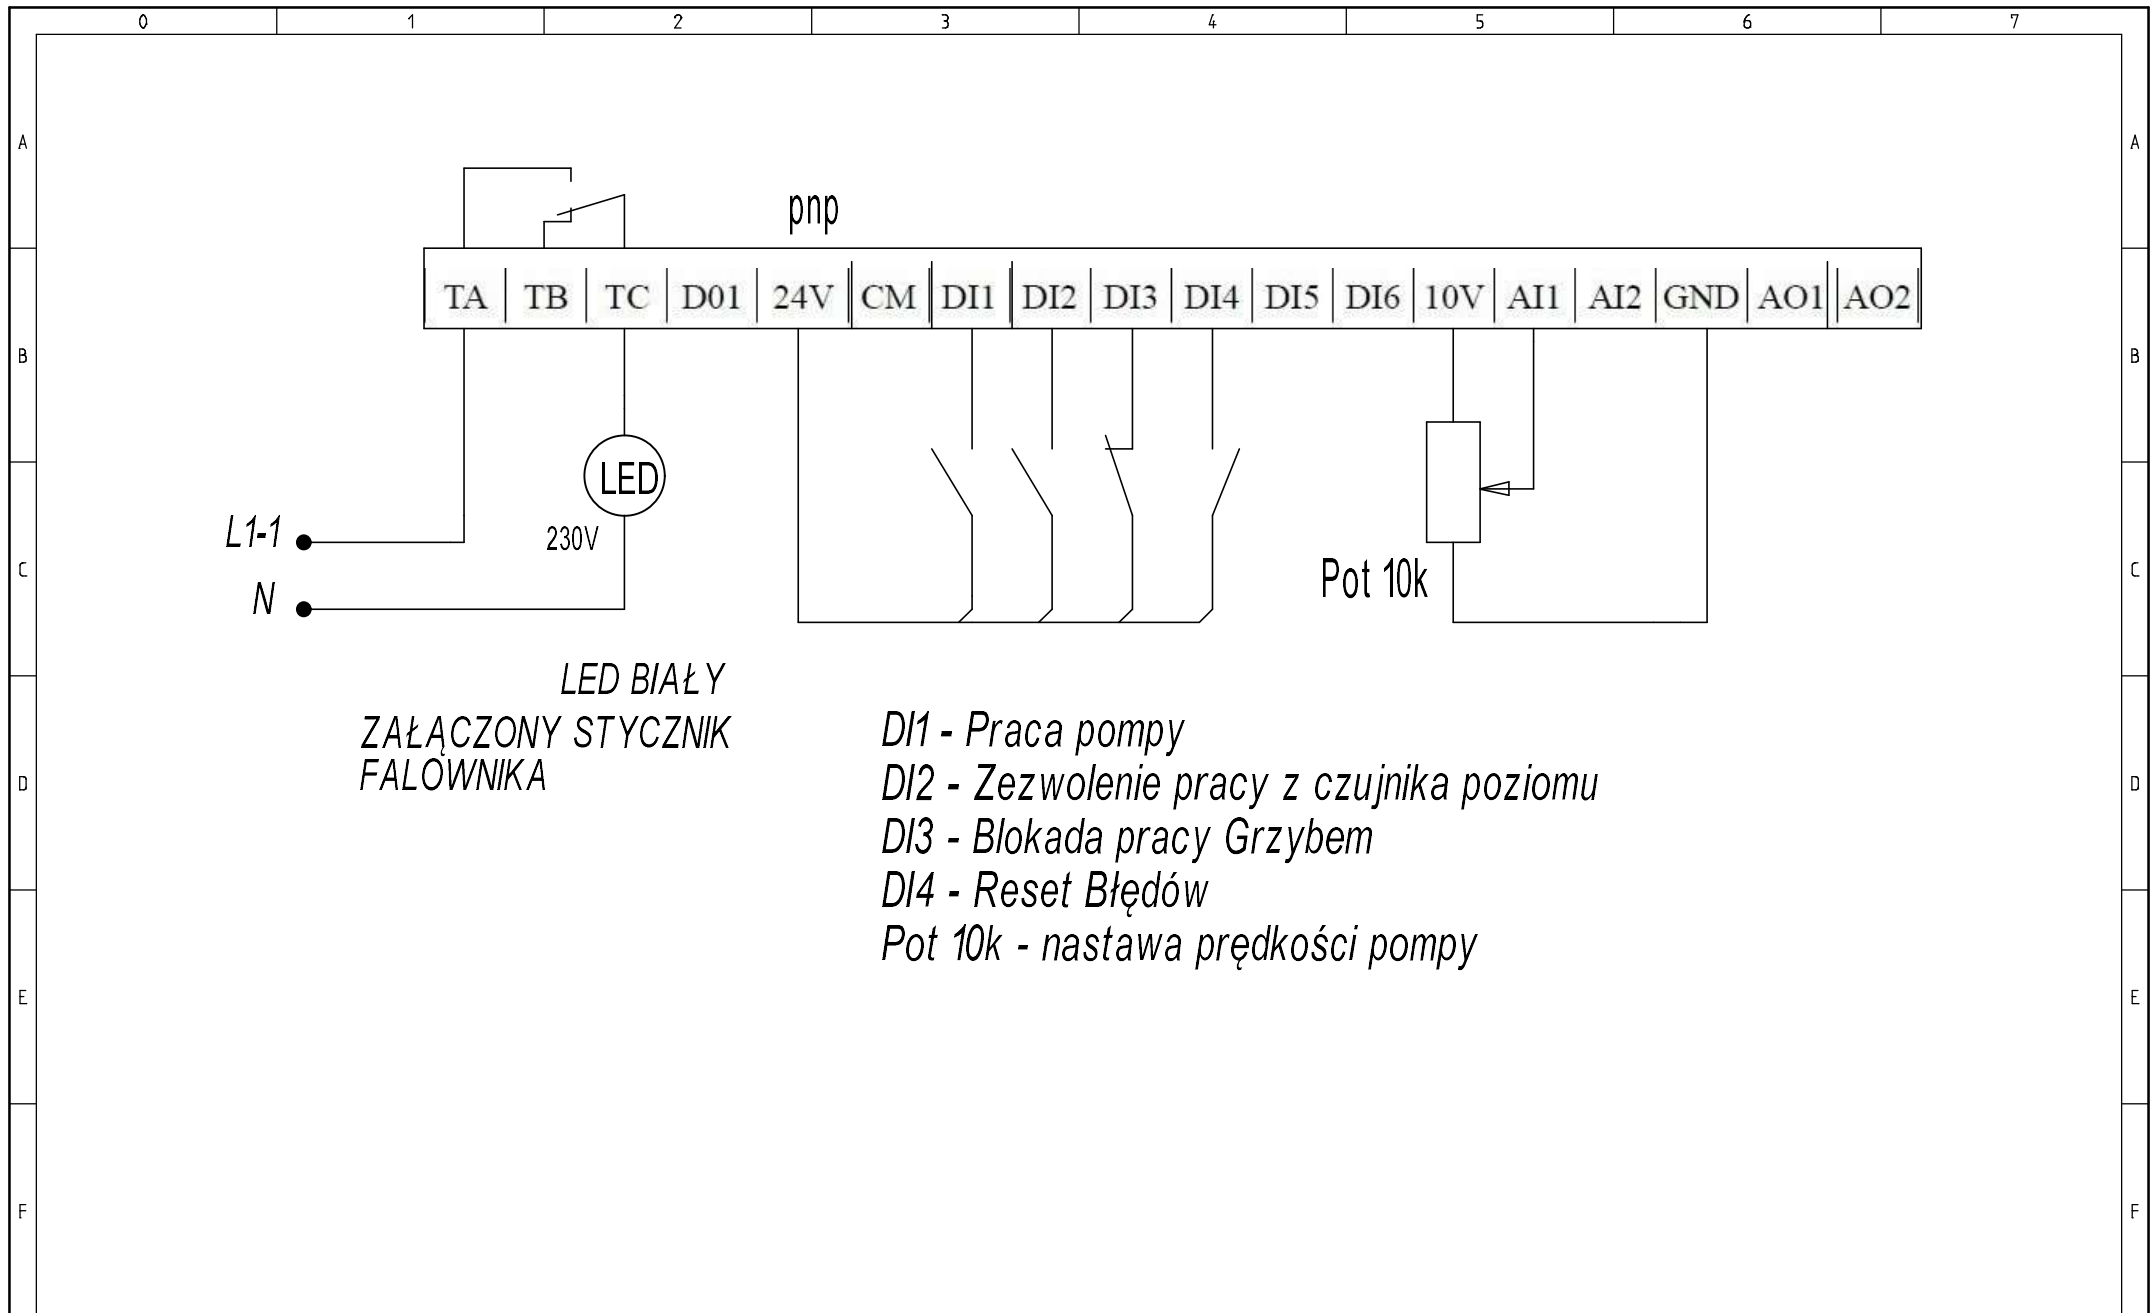 0 1 2 3 4 5 6 7
A A
pnp
TA TB TC D01 24V CM DI1 DI2 DI3 DI4 DI5 DI6 10V AI1 AI2 GND AO1 AO2
B B
LED
L1-1
230V
C C
Pot 10k
N
LED BIAŁY
ZAŁĄCZONY STYCZNIK
FALOWNIKA
DI1 - Praca pompy
DI2 - Zezwolenie pracy z czujnika poziomu
D D
DI3 - Blokada pracy Grzybem
DI4 - Reset Błędów
Pot 10k - nastawa prędkości pompy
E E
F F